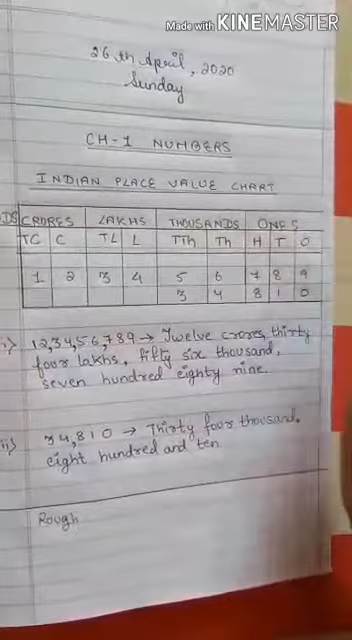 Made with KINEMASTER
26th April, 2020
Sunday
CH-1 NUMBERS
INDIAN PLACE VALUE CHART
CRORES LAKHS THOUSANDS ONES
TC C TL L TTh Th H T O
1 2 3 4 5 6 7 8 9
3 4 8 1 0
i) 12,34,56,789 → Twelve crores, thirty
four lakhs, fifty six thousand,
seven hundred eighty nine.
ii) 34,810 → Thirty four thousand,
eight hundred and ten.
Rough